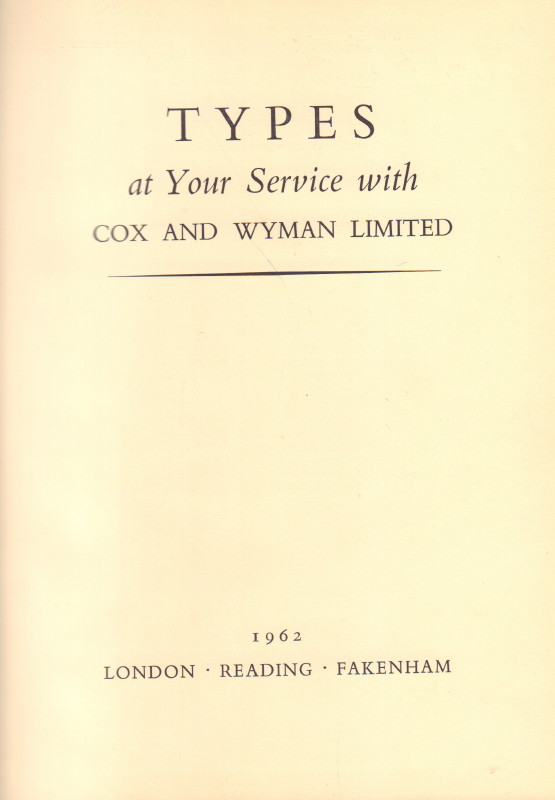 TYPES
at Your Service with
COX AND WYMAN LIMITED
1962
LONDON · READING · FAKENHAM